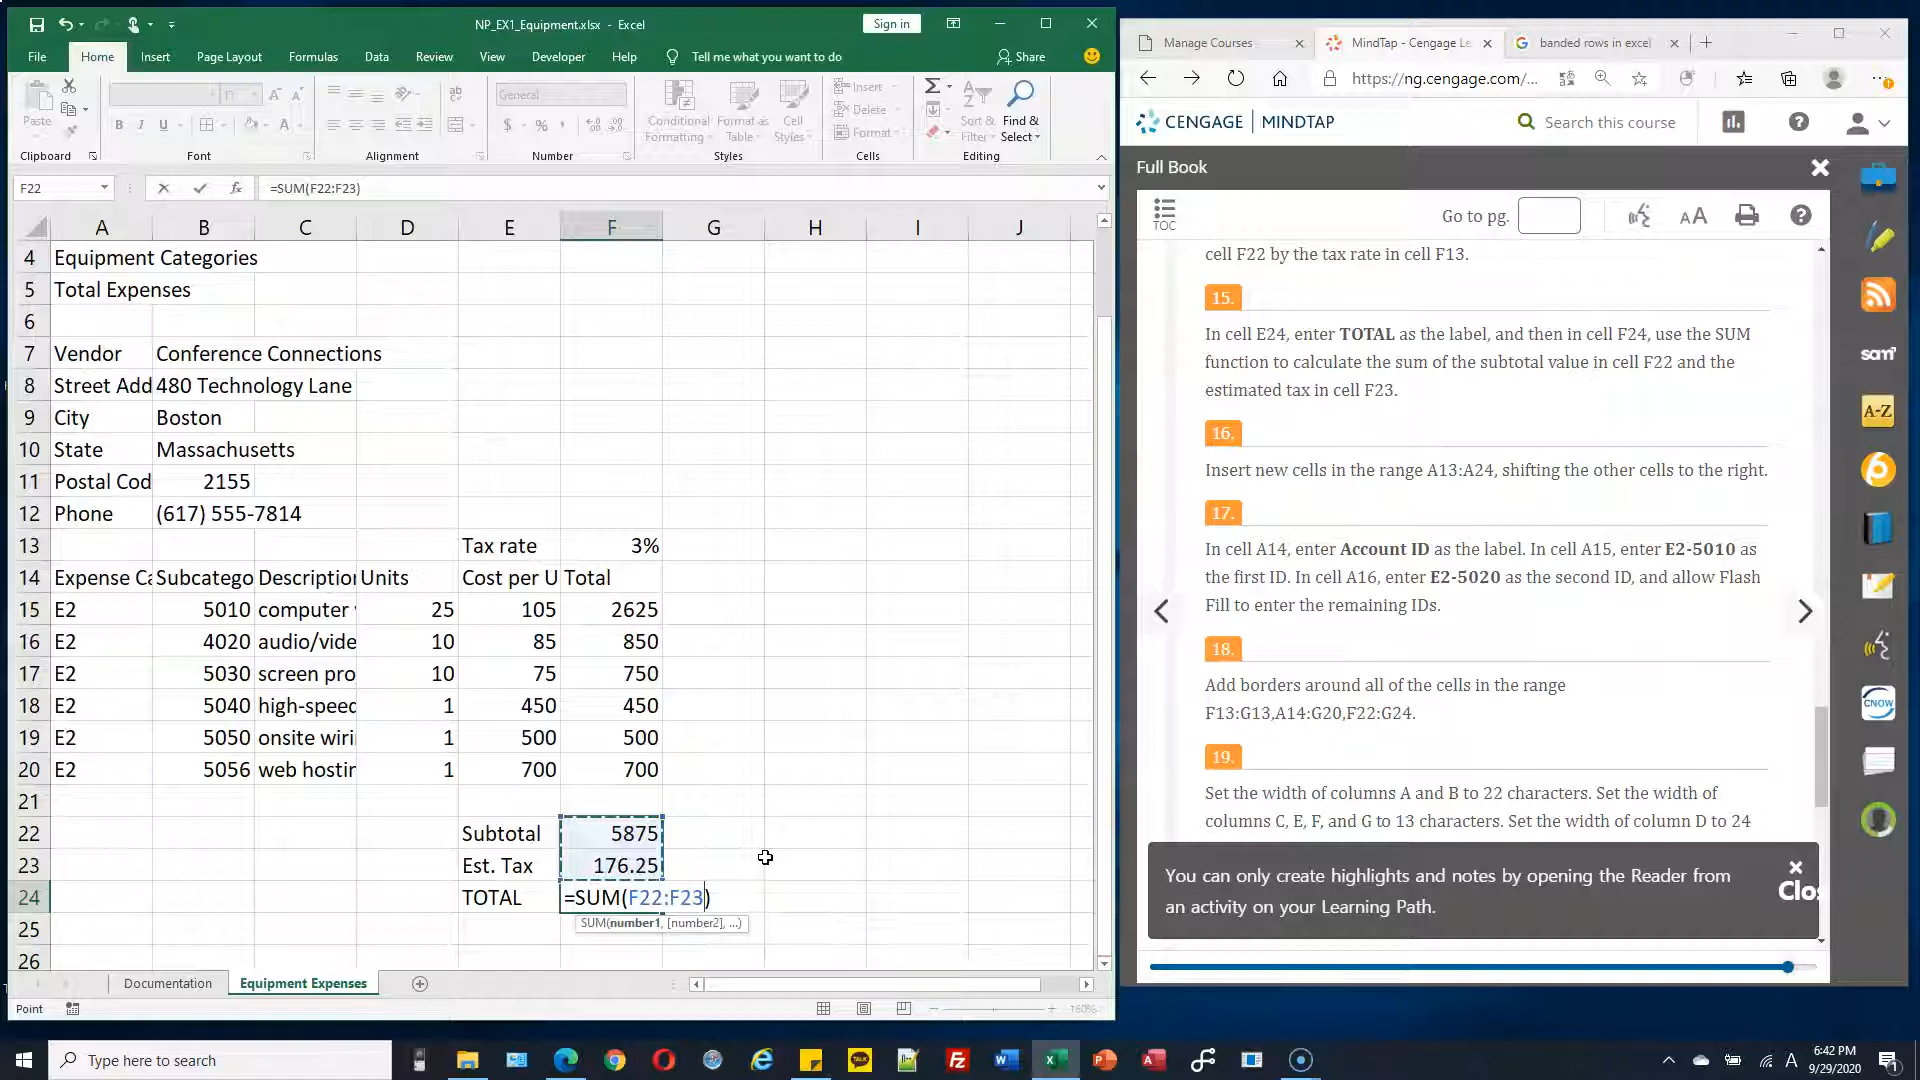 NP_EX1_Equipment.xlsx - Excel
Sign in
File Home Insert Page Layout Formulas Data Review View Developer Help Tell me what you want to do Share
Paste
B I U
General
$ % ,
Conditional Formatting
Format as Table
Cell Styles
Insert
Delete
Format
Sort & Filter
Find & Select
Clipboard Font Alignment Number Styles Cells Editing
F22 fx =SUM(F22:F23)
A B C D E F G H I J
4 Equipment Categories
5 Total Expenses
6
7 Vendor Conference Connections
8 Street Add 480 Technology Lane
9 City Boston
10 State Massachusetts
11 Postal Cod 2155
12 Phone (617) 555-7814
13 Tax rate 3%
14 Expense Ca Subcatego Description Units Cost per U Total
15 E2 5010 computer 25 105 2625
16 E2 4020 audio/vide 10 85 850
17 E2 5030 screen pro 10 75 750
18 E2 5040 high-speed 1 450 450
19 E2 5050 onsite wiri 1 500 500
20 E2 5056 web hostin 1 700 700
21
22 Subtotal 5875
23 Est. Tax 176.25
24 TOTAL =SUM(F22:F23)
SUM(number1, [number2], ...)
25
26
Documentation Equipment Expenses
Point 160%
Manage Courses
MindTap - Cengage Le
banded rows in excel
https://ng.cengage.com/...
CENGAGE | MINDTAP
Search this course
Full Book
TOC
Go to pg.
AA
cell F22 by the tax rate in cell F13.
15.
In cell E24, enter TOTAL as the label, and then in cell F24, use the SUM
function to calculate the sum of the subtotal value in cell F22 and the
estimated tax in cell F23.
16.
Insert new cells in the range A13:A24, shifting the other cells to the right.
17.
In cell A14, enter Account ID as the label. In cell A15, enter E2-5010 as
the first ID. In cell A16, enter E2-5020 as the second ID, and allow Flash
Fill to enter the remaining IDs.
18.
Add borders around all of the cells in the range
F13:G13,A14:G20,F22:G24.
19.
Set the width of columns A and B to 22 characters. Set the width of
columns C, E, F, and G to 13 characters. Set the width of column D to 24
You can only create highlights and notes by opening the Reader from
an activity on your Learning Path.
Clos
sam
A-Z
CNOW
Type here to search
TALK
A
6:42 PM
9/29/2020
1